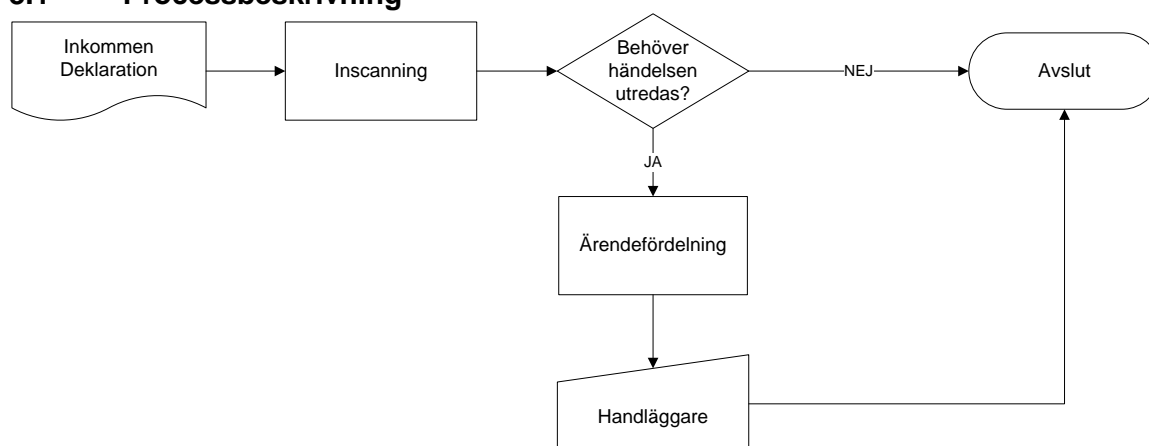 Processbeskrivning
Inkommen
Deklaration
Inscanning
Behöver
händelsen
utredas?
NEJ
Avslut
JA
Ärendefördelning
Handläggare